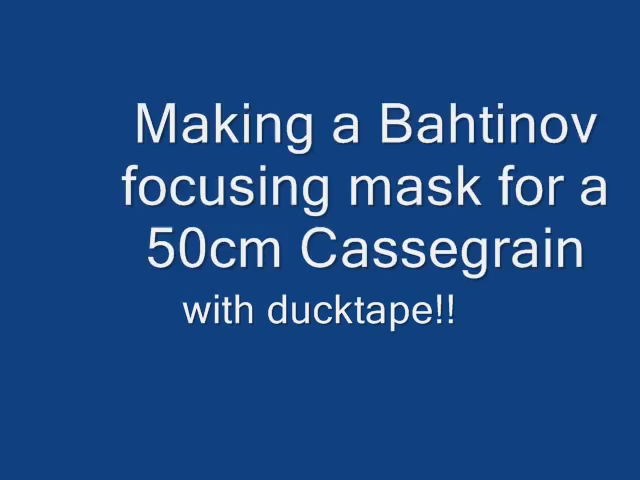 Making a Bahtinov
focusing mask for a
50cm Cassegrain
with ducktape!!